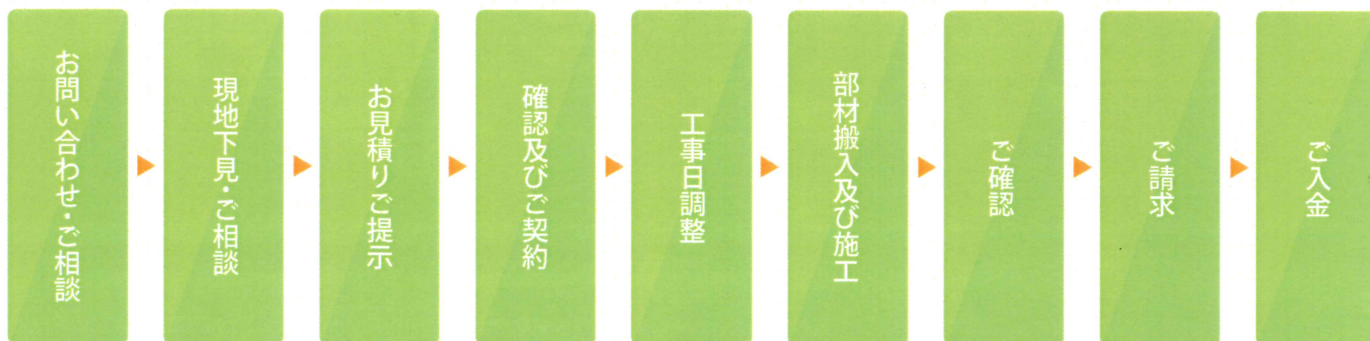 お問い合わせ・ご相談
現地下見・ご相談
お見積りご提示
確認及びご契約
工事日調整
部材搬入及び施工
ご確認
ご請求
ご入金